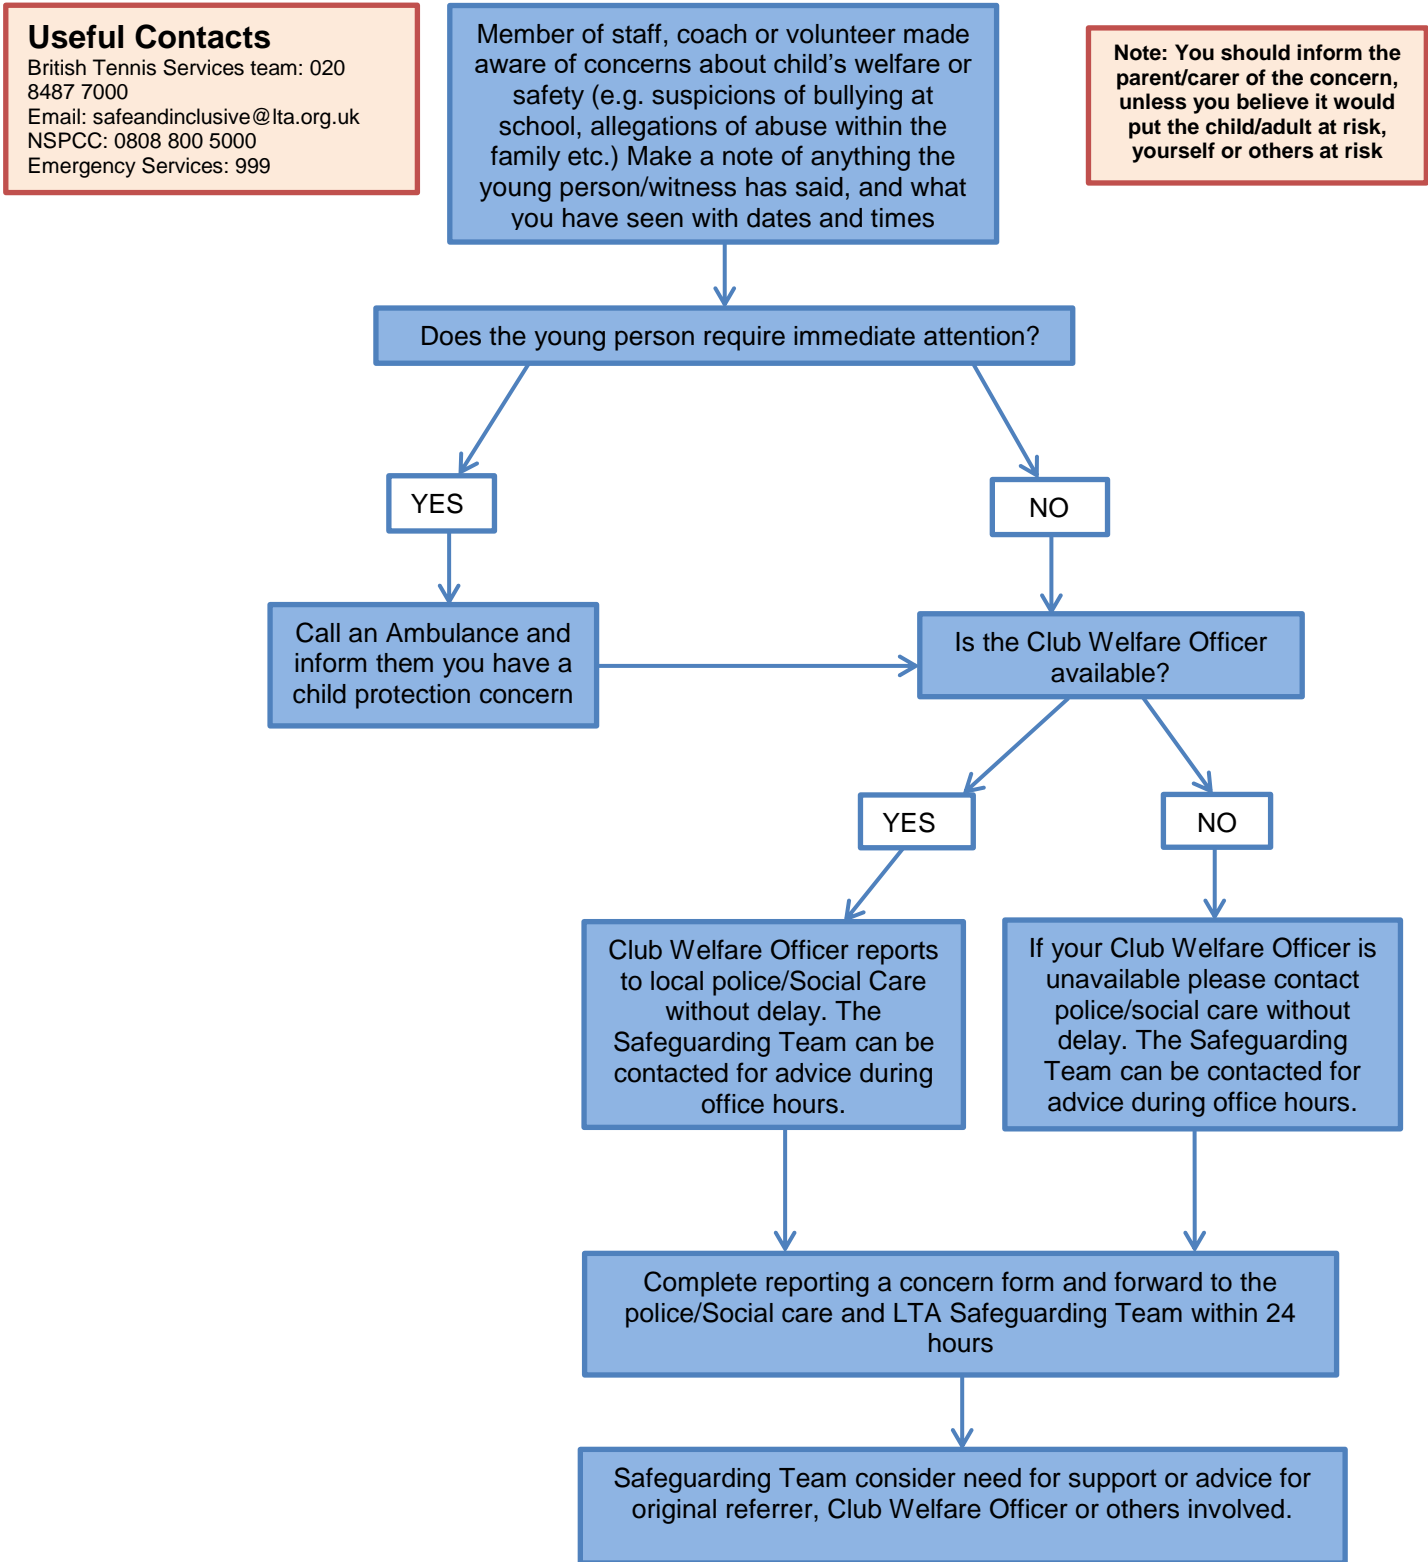 Useful Contacts
British Tennis Services team: 020
8487 7000
Email: safeandinclusive@lta.org.uk
NSPCC: 0808 800 5000
Emergency Services: 999
Member of staff, coach or volunteer made
aware of concerns about child's welfare or
safety (e.g. suspicions of bullying at
school, allegations of abuse within the
family etc.) Make a note of anything the
young person/witness has said, and what
you have seen with dates and times
Note: You should inform the
parent/carer of the concern,
unless you believe it would
put the child/adult at risk,
yourself or others at risk
Does the young person require immediate attention?
YES
NO
Call an Ambulance and
inform them you have a
child protection concern
Is the Club Welfare Officer
available?
YES
NO
Club Welfare Officer reports
to local police/Social Care
without delay. The
Safeguarding Team can be
contacted for advice during
office hours.
If your Club Welfare Officer is
unavailable please contact
police/social care without
delay. The Safeguarding
Team can be contacted for
advice during office hours.
Complete reporting a concern form and forward to the
police/Social care and LTA Safeguarding Team within 24
hours
Safeguarding Team consider need for support or advice for
original referrer, Club Welfare Officer or others involved.